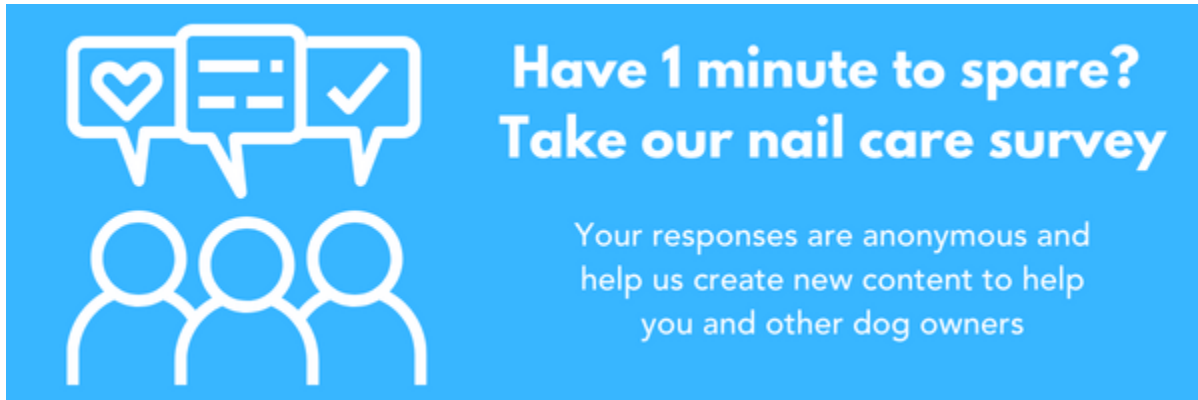 Have 1 minute to spare?
Take our nail care survey
Your responses are anonymous and
help us create new content to help
you and other dog owners